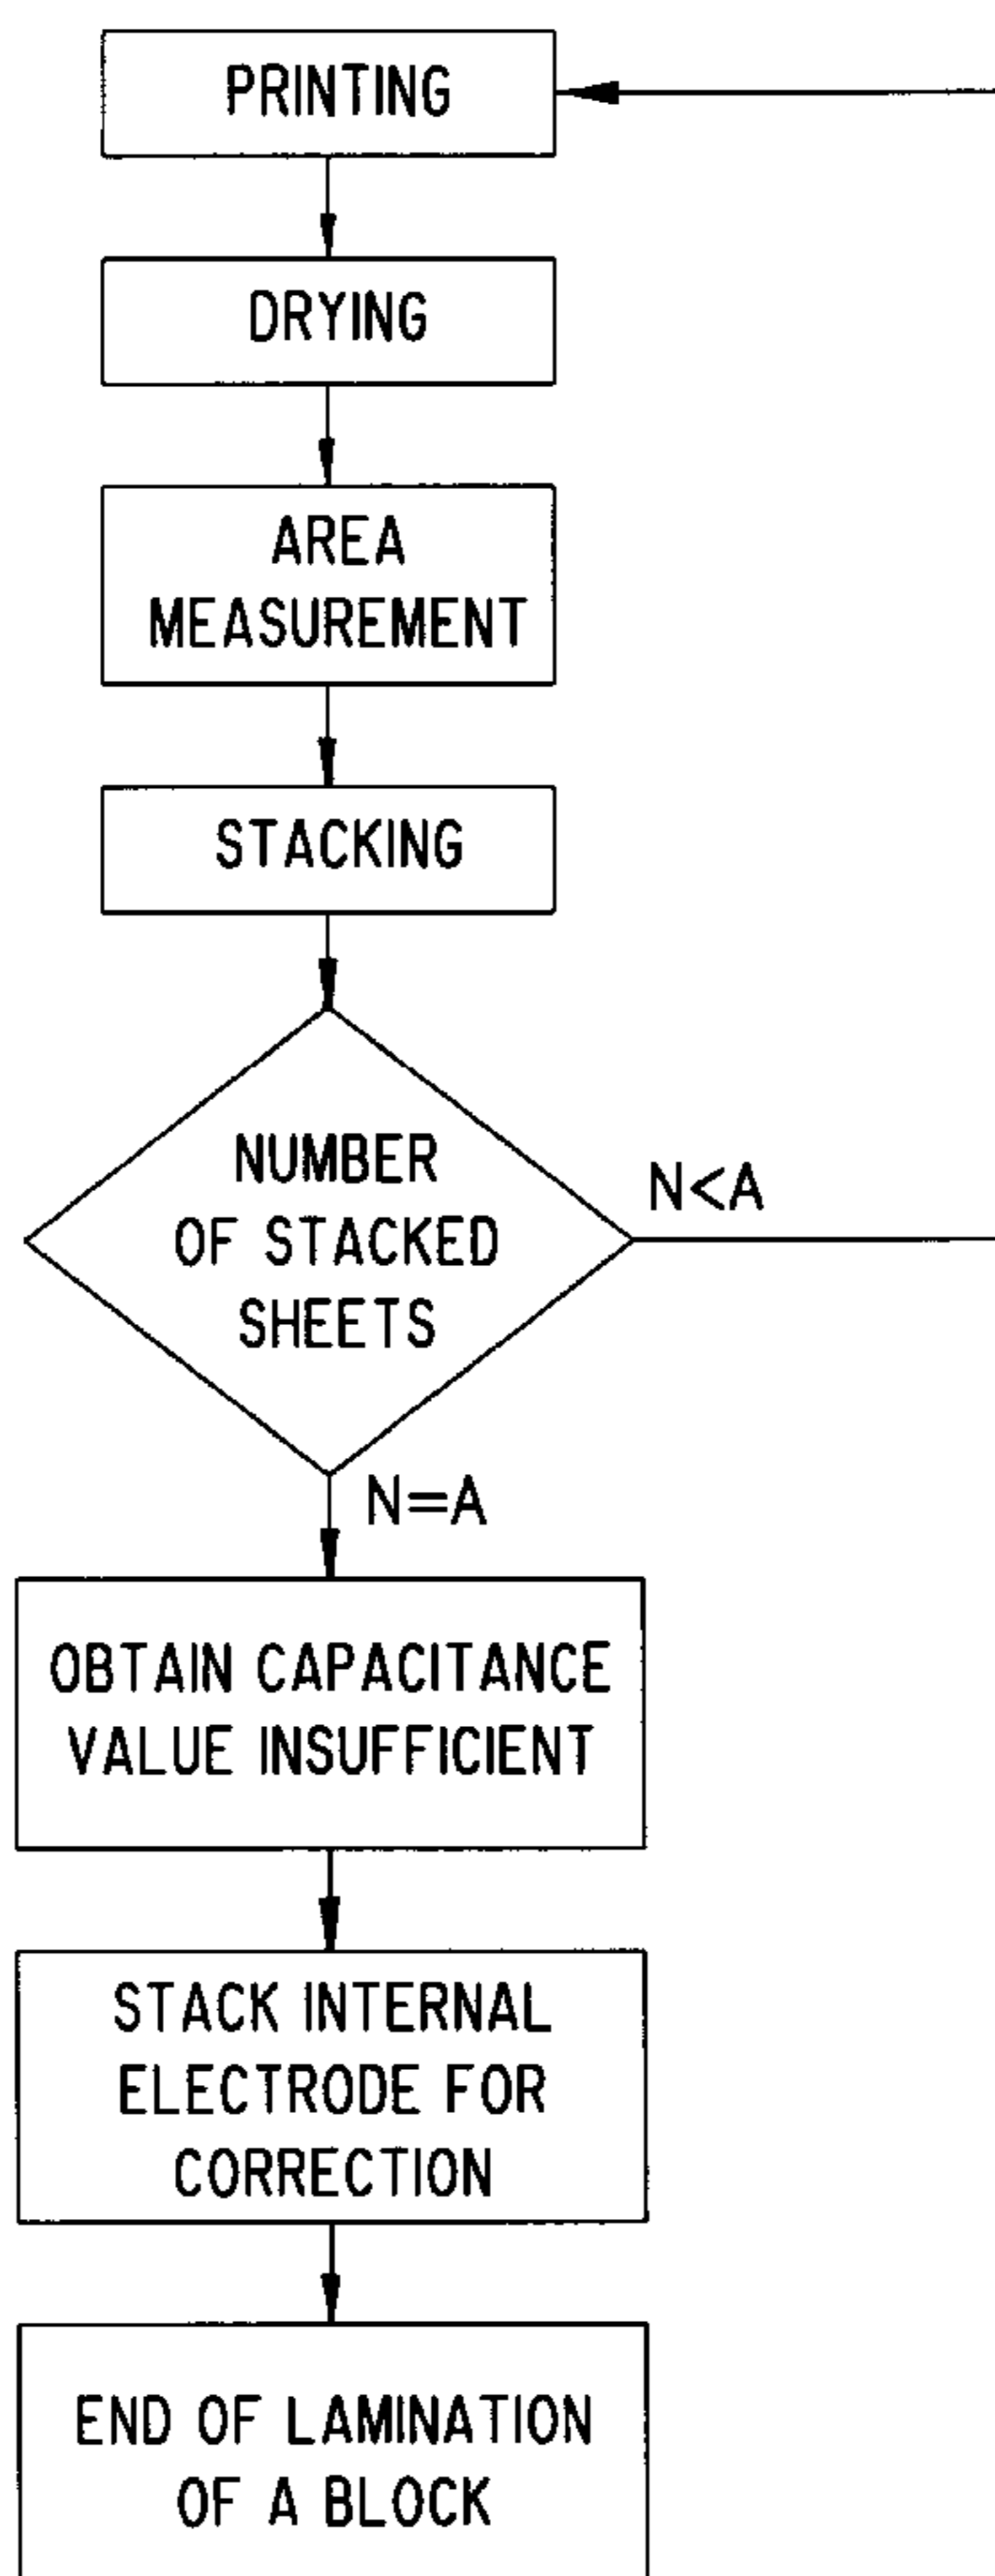 PRINTING
DRYING
AREA
MEASUREMENT
STACKING
NUMBER
OF STACKED
SHEETS
N<A
N=A
OBTAIN CAPACITANCE
VALUE INSUFFICIENT
STACK INTERNAL
ELECTRODE FOR
CORRECTION
END OF LAMINATION
OF A BLOCK